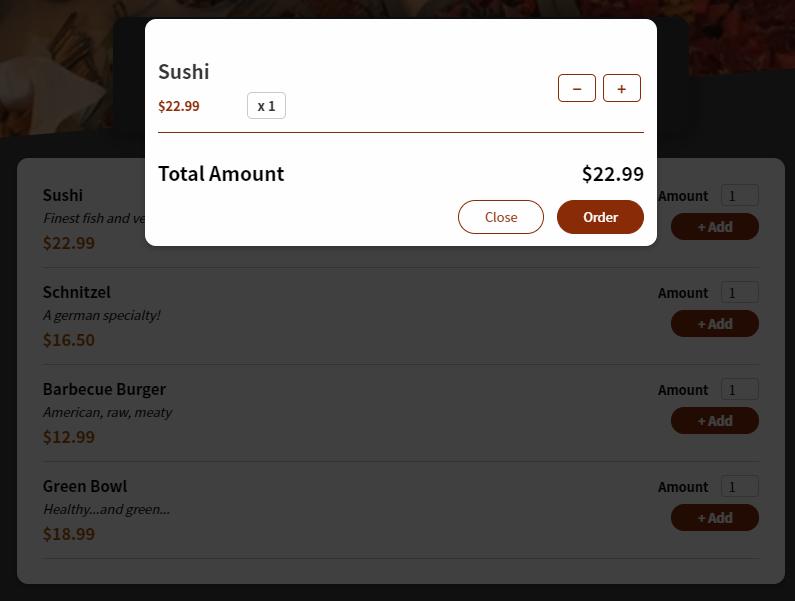 Sushi
$22.99
x 1
−
+
Total Amount
$22.99
Close
Order
Sushi
Finest fish and ve
$22.99
Amount 1
+ Add
Schnitzel
A german specialty!
$16.50
Amount 1
+ Add
Barbecue Burger
American, raw, meaty
$12.99
Amount 1
+ Add
Green Bowl
Healthy...and green...
$18.99
Amount 1
+ Add